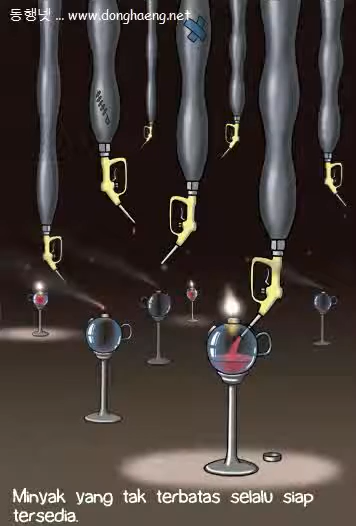 동행넷 ... www.donghaeng.net
Minyak yang tak terbatas selalu siap
tersedia.